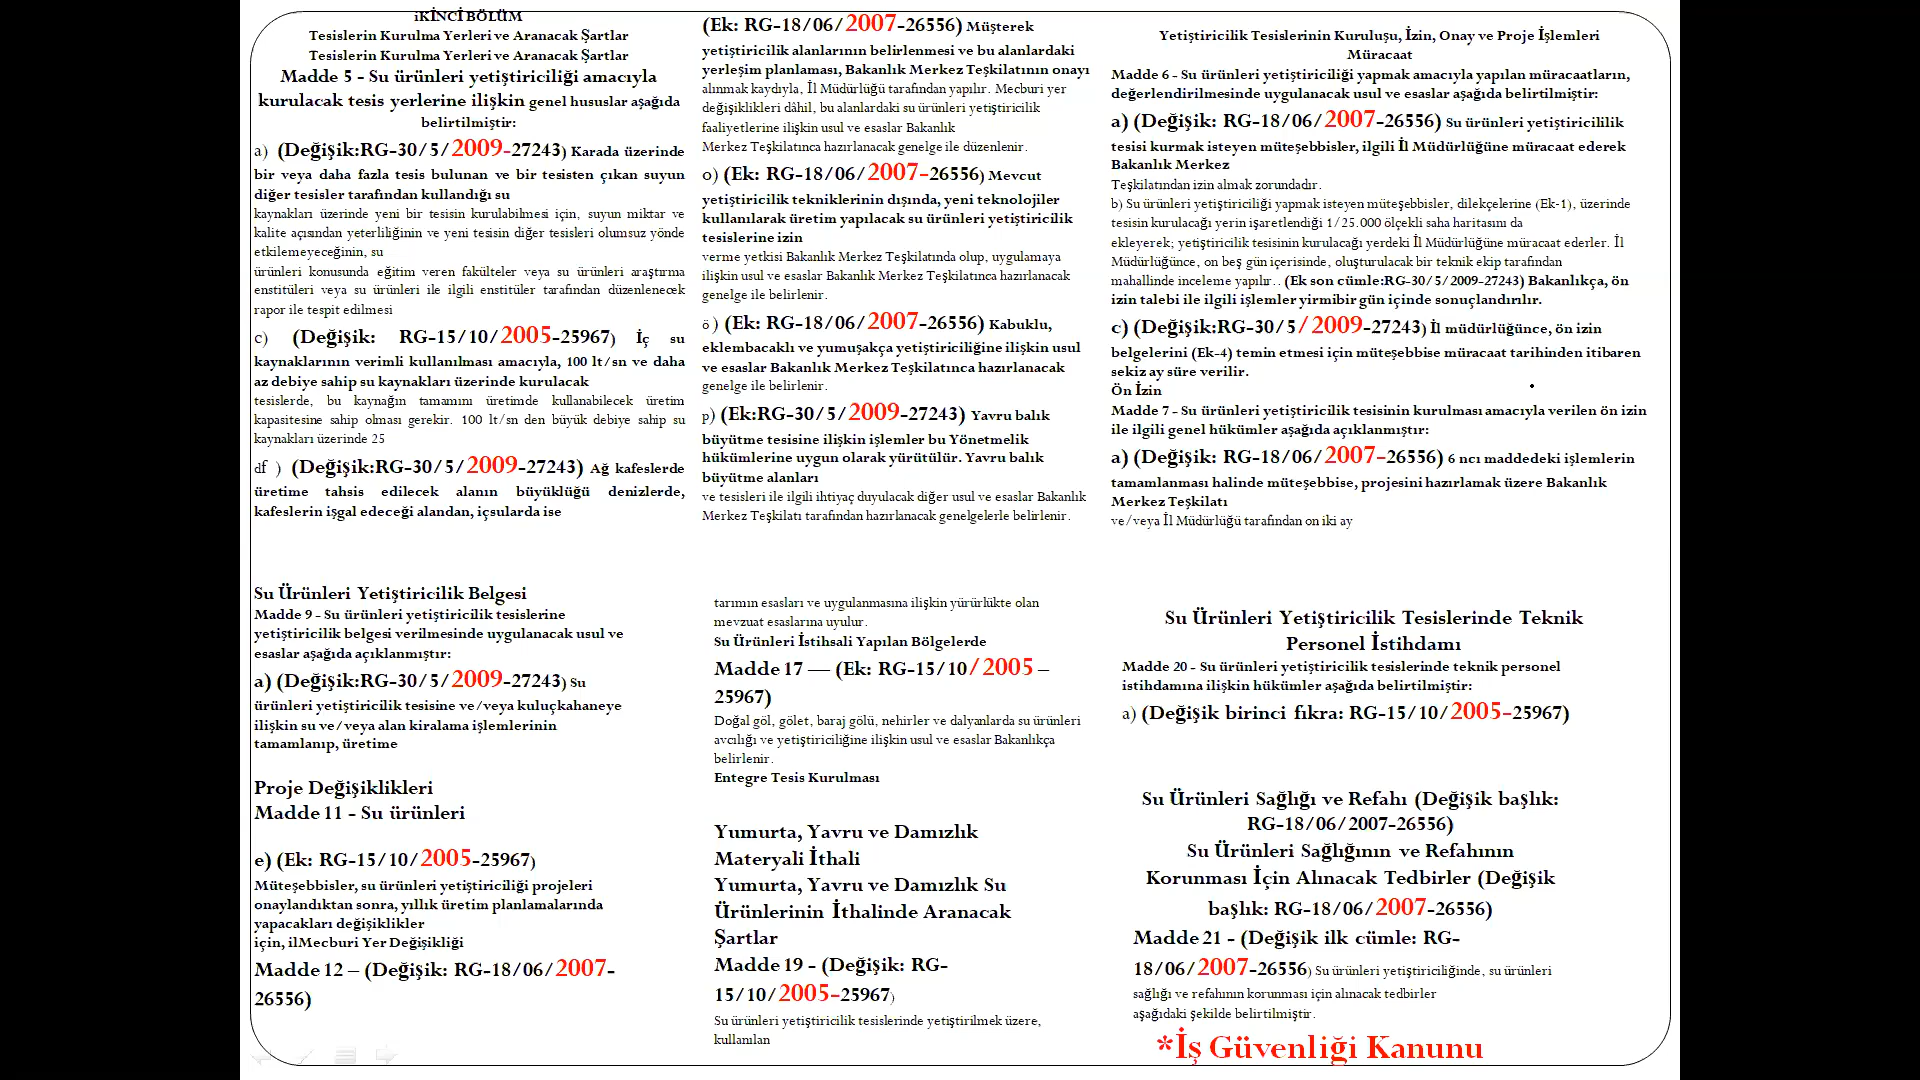 iKİNCİ BÖLÜM
Tesislerin Kurulma Yerleri ve Aranacak Şartlar
Tesislerin Kurulma Yerleri ve Aranacak Şartlar
Madde 5 - Su ürünleri yetiştiriciliği amacıyla
kurulacak tesis yerlerine ilişkin genel hususlar aşağıda
belirtilmiştir:
a) (Değişik:RG-30/5/2009-27243) Karada üzerinde
bir veya daha fazla tesis bulunan ve bir tesisten çıkan suyun
diğer tesisler tarafından kullandığı su
kaynakları üzerinde yeni bir tesisin kurulabilmesi için, suyun miktar ve
kalite açısından yeterliliğinin ve yeni tesisin diğer tesisleri olumsuz yönde
etkilemeyeceğinin, su
ürünleri konusunda eğitim veren fakülteler veya su ürünleri araştırma
enstitüleri veya su ürünleri ile ilgili enstitüler tarafından düzenlenecek
rapor ile tespit edilmesi
c) (Değişik: RG-15/10/2005-25967) İç su
kaynaklarının verimli kullanılması amacıyla, 100 lt/sn ve daha
az debiye sahip su kaynakları üzerinde kurulacak
tesislerde, bu kaynağın tamamını üretimde kullanabilecek üretim
kapasitesine sahip olması gerekir. 100 lt/sn den büyük debiye sahip su
kaynakları üzerinde 25
df ) (Değişik:RG-30/5/2009-27243) Ağ kafeslerde
üretime tahsis edilecek alanın büyüklüğü denizlerde,
kafeslerin işgal edeceği alandan, içsularda ise
(Ek: RG-18/06/2007-26556) Müşterek
yetiştiricilik alanlarının belirlenmesi ve bu alanlardaki
yerleşim planlaması, Bakanlık Merkez Teşkilatının onayı
alınmak kaydıyla, İl Müdürlüğü tarafından yapılır. Mecburi yer
değişiklikleri dâhil, bu alanlardaki su ürünleri yetiştiricilik
faaliyetlerine ilişkin usul ve esaslar Bakanlık
Merkez Teşkilatınca hazırlanacak genelge ile düzenlenir.
o) (Ek: RG-18/06/2007-26556) Mevcut
yetiştiricilik tekniklerinin dışında, yeni teknolojiler
kullanılarak üretim yapılacak su ürünleri yetiştiricilik
tesislerine izin
verme yetkisi Bakanlık Merkez Teşkilatında olup, uygulamaya
ilişkin usul ve esaslar Bakanlık Merkez Teşkilatınca hazırlanacak
genelge ile belirlenir.
ö ) (Ek: RG-18/06/2007-26556) Kabuklu,
eklembacaklı ve yumuşakça yetiştiriciliğine ilişkin usul
ve esaslar Bakanlık Merkez Teşkilatınca hazırlanacak
genelge ile belirlenir.
p) (Ek:RG-30/5/2009-27243) Yavru balık
büyütme tesisine ilişkin işlemler bu Yönetmelik
hükümlerine uygun olarak yürütülür. Yavru balık
büyütme alanları
ve tesisleri ile ilgili ihtiyaç duyulacak diğer usul ve esaslar Bakanlık
Merkez Teşkilatı tarafından hazırlanacak genelgelerle belirlenir.
Yetiştiricilik Tesislerinin Kuruluşu, İzin, Onay ve Proje İşlemleri
Müracaat
Madde 6 - Su ürünleri yetiştiriciliği yapmak amacıyla yapılan müracaatların,
değerlendirilmesinde uygulanacak usul ve esaslar aşağıda belirtilmiştir:
a) (Değişik: RG-18/06/2007-26556) Su ürünleri yetiştiricililik
tesisi kurmak isteyen müteşebbisler, ilgili İl Müdürlüğüne müracaat ederek
Bakanlık Merkez
Teşkilatından izin almak zorundadır.
b) Su ürünleri yetiştiriciliği yapmak isteyen müteşebbisler, dilekçelerine (Ek-1), üzerinde
tesisin kurulacağı yerin işaretlendiği 1/25.000 ölçekli saha haritasını da
ekleyerek; yetiştiricilik tesisinin kurulacağı yerdeki İl Müdürlüğüne müracaat ederler. İl
Müdürlüğünce, on beş gün içerisinde, oluşturulacak bir teknik ekip tarafından
mahallinde inceleme yapılır.. (Ek son cümle:RG-30/5/2009-27243) Bakanlıkça, ön
izin talebi ile ilgili işlemler yirmibir gün içinde sonuçlandırılır.
c) (Değişik:RG-30/5/2009-27243) İl müdürlüğünce, ön izin
belgelerini (Ek-4) temin etmesi için müteşebbise müracaat tarihinden itibaren
sekiz ay süre verilir.
Ön İzin
Madde 7 - Su ürünleri yetiştiricilik tesisinin kurulması amacıyla verilen ön izin
ile ilgili genel hükümler aşağıda açıklanmıştır:
a) (Değişik: RG-18/06/2007-26556) 6 ncı maddedeki işlemlerin
tamamlanması halinde müteşebbise, projesini hazırlamak üzere Bakanlık
Merkez Teşkilatı
ve/veya İl Müdürlüğü tarafından on iki ay
Su Ürünleri Yetiştiricilik Belgesi
Madde 9 - Su ürünleri yetiştiricilik tesislerine
yetiştiricilik belgesi verilmesinde uygulanacak usul ve
esaslar aşağıda açıklanmıştır:
a) (Değişik:RG-30/5/2009-27243) Su
ürünleri yetiştiricilik tesisine ve/veya kuluçkahaneye
ilişkin su ve/veya alan kiralama işlemlerinin
tamamlanıp, üretime
Proje Değişiklikleri
Madde 11 - Su ürünleri
e) (Ek: RG-15/10/2005-25967)
Müteşebbisler, su ürünleri yetiştiriciliği projeleri
onaylandıktan sonra, yıllık üretim planlamalarında
yapacakları değişiklikler
için, ilMecburi Yer Değişikliği
Madde 12 – (Değişik: RG-18/06/2007-
26556)
tarımın esasları ve uygulanmasına ilişkin yürürlükte olan
mevzuat esaslarına uyulur.
Su Ürünleri İstihsali Yapılan Bölgelerde
Madde 17 — (Ek: RG-15/10/2005 –
25967)
Doğal göl, gölet, baraj gölü, nehirler ve dalyanlarda su ürünleri
avcılığı ve yetiştiriciliğine ilişkin usul ve esaslar Bakanlıkça
belirlenir.
Entegre Tesis Kurulması
Yumurta, Yavru ve Damızlık
Materyali İthali
Yumurta, Yavru ve Damızlık Su
Ürünlerinin İthalinde Aranacak
Şartlar
Madde 19 - (Değişik: RG-
15/10/2005-25967)
Su ürünleri yetiştiricilik tesislerinde yetiştirilmek üzere,
kullanılan
Su Ürünleri Yetiştiricilik Tesislerinde Teknik
Personel İstihdamı
Madde 20 - Su ürünleri yetiştiricilik tesislerinde teknik personel
istihdamına ilişkin hükümler aşağıda belirtilmiştir:
a) (Değişik birinci fıkra: RG-15/10/2005-25967)
Su Ürünleri Sağlığı ve Refahı (Değişik başlık:
RG-18/06/2007-26556)
Su Ürünleri Sağlığının ve Refahının
Korunması İçin Alınacak Tedbirler (Değişik
başlık: RG-18/06/2007-26556)
Madde 21 - (Değişik ilk cümle: RG-
18/06/2007-26556) Su ürünleri yetiştiriciliğinde, su ürünleri
sağlığı ve refahının korunması için alınacak tedbirler
aşağıdaki şekilde belirtilmiştir.
*İş Güvenliği Kanunu